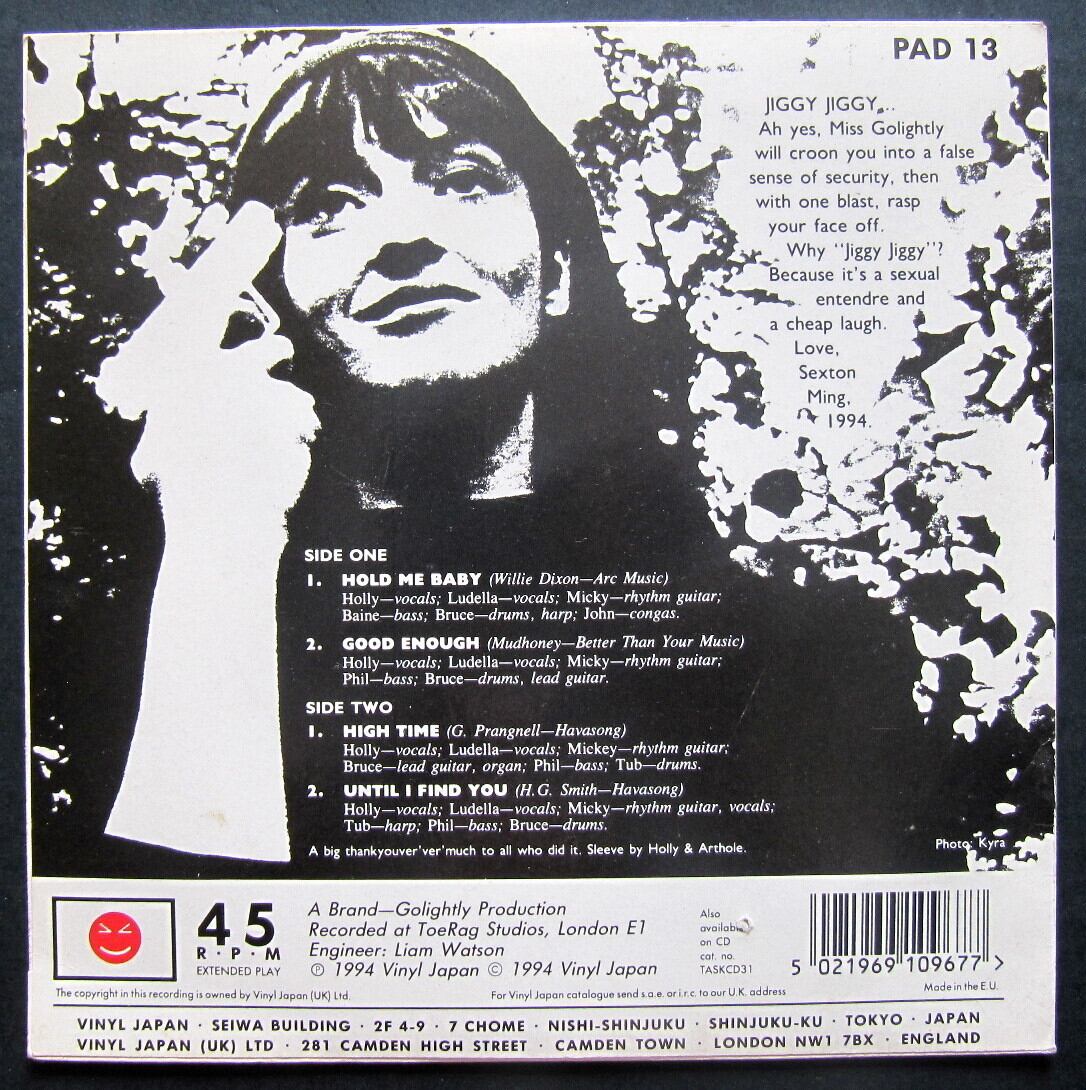 PAD 13
JIGGY JIGGY...
Ah yes, Miss Golightly
will croon you into a false
sense of security, then
with one blast, rasp
your face off.
Why "Jiggy Jiggy"?
Because it's a sexual
entendre and
a cheap laugh.
Love,
Sexton
Ming,
1994.
SIDE ONE
1. HOLD ME BABY (Willie Dixon—Arc Music)
Holly—vocals; Ludella—vocals; Micky—rhythm guitar;
Baine—bass; Bruce—drums, harp; John—congas.
2. GOOD ENOUGH (Mudhoney—Better Than Your Music)
Holly—vocals; Ludella—vocals; Micky—rhythm guitar;
Phil—bass; Bruce—drums, lead guitar.
SIDE TWO
1. HIGH TIME (G. Prangnell—Havasong)
Holly—vocals; Ludella—vocals; Mickey—rhythm guitar;
Bruce—lead guitar, organ; Phil—bass; Tub—drums.
2. UNTIL I FIND YOU (H.G. Smith—Havasong)
Holly—vocals; Ludella—vocals; Micky—rhythm guitar, vocals;
Tub—harp; Phil—bass; Bruce—drums.
A big thankyouver'ver'much to all who did it. Sleeve by Holly & Arthole.
Photo: Kyra
45
R·P·M
EXTENDED PLAY
A Brand—Golightly Production
Recorded at ToeRag Studios, London E1
Engineer: Liam Watson
℗ 1994 Vinyl Japan © 1994 Vinyl Japan
Also
available
on CD
cat. no.
TASKCD31
5 021969 109677 >
The copyright in this recording is owned by Vinyl Japan (UK) Ltd.
For Vinyl Japan catalogue send s.a.e. or i.r.c. to our U.K. address
Made in the E.U.
VINYL JAPAN · SEIWA BUILDING · 2F 4-9 · 7 CHOME · NISHI-SHINJUKU · SHINJUKU-KU · TOKYO · JAPAN
VINYL JAPAN (UK) LTD · 281 CAMDEN HIGH STREET · CAMDEN TOWN · LONDON NW1 7BX · ENGLAND